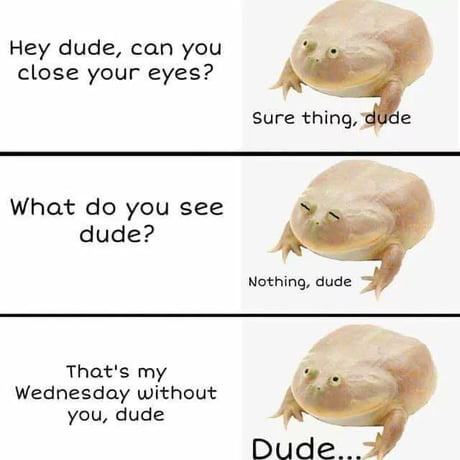 Hey dude, can you
close your eyes?
Sure thing, dude
What do you see
dude?
Nothing, dude
That's my
Wednesday without
you, dude
Dude...